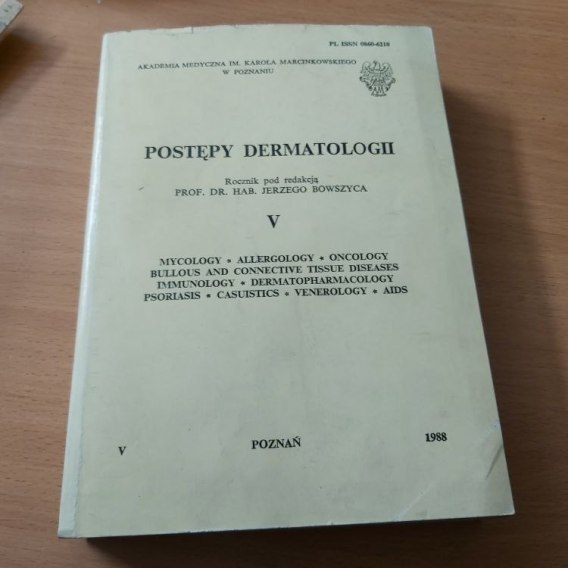 PL ISSN 0860-6218
AKADEMIA MEDYCZNA IM. KAROLA MARCINKOWSKIEGO
W POZNANIU
POSTĘPY DERMATOLOGII
Rocznik pod redakcją
PROF. DR. HAB. JERZEGO BOWSZYCA
V
MYCOLOGY * ALLERGOLOGY * ONCOLOGY
BULLOUS AND CONNECTIVE TISSUE DISEASES
IMMUNOLOGY * DERMATOPHARMACOLOGY
PSORIASIS * CASUISTICS * VENEROLOGY * AIDS
V POZNAŃ 1988